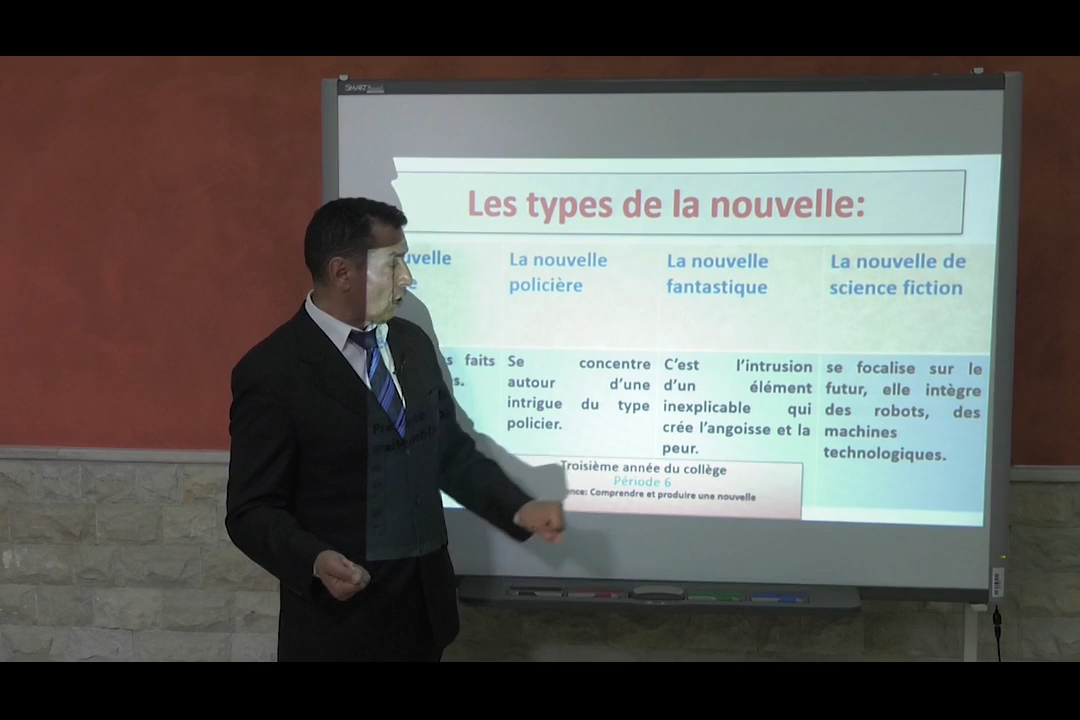 SMART Board
Les types de la nouvelle:
La nouvelle
policière
La nouvelle
fantastique
La nouvelle de
science fiction
s faits
s.
Se concentre
autour d'une
intrigue du type
policier.
C'est l'intrusion
d'un élément
inexplicable qui
crée l'angoisse et la
peur.
se focalise sur le
futur, elle intègre
des robots, des
machines
technologiques.
Troisième année du collège
Période 6
ence: Comprendre et produire une nouvelle